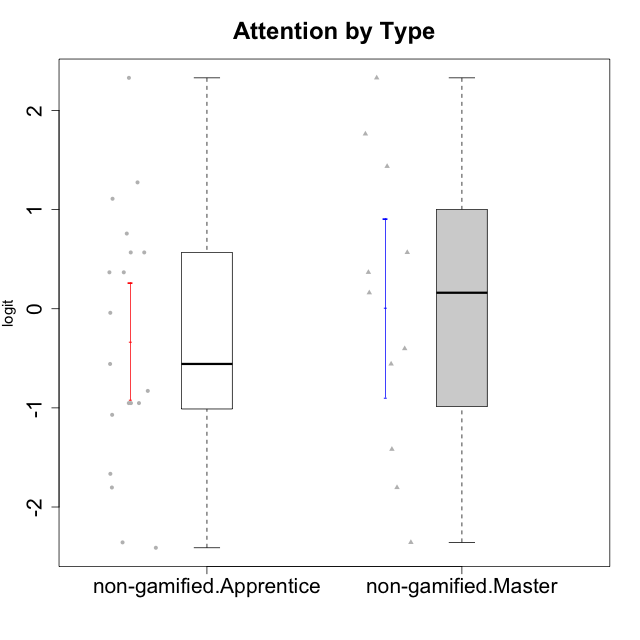 Attention by Type
logit
2
1
0
-1
-2
non-gamified.Apprentice
non-gamified.Master